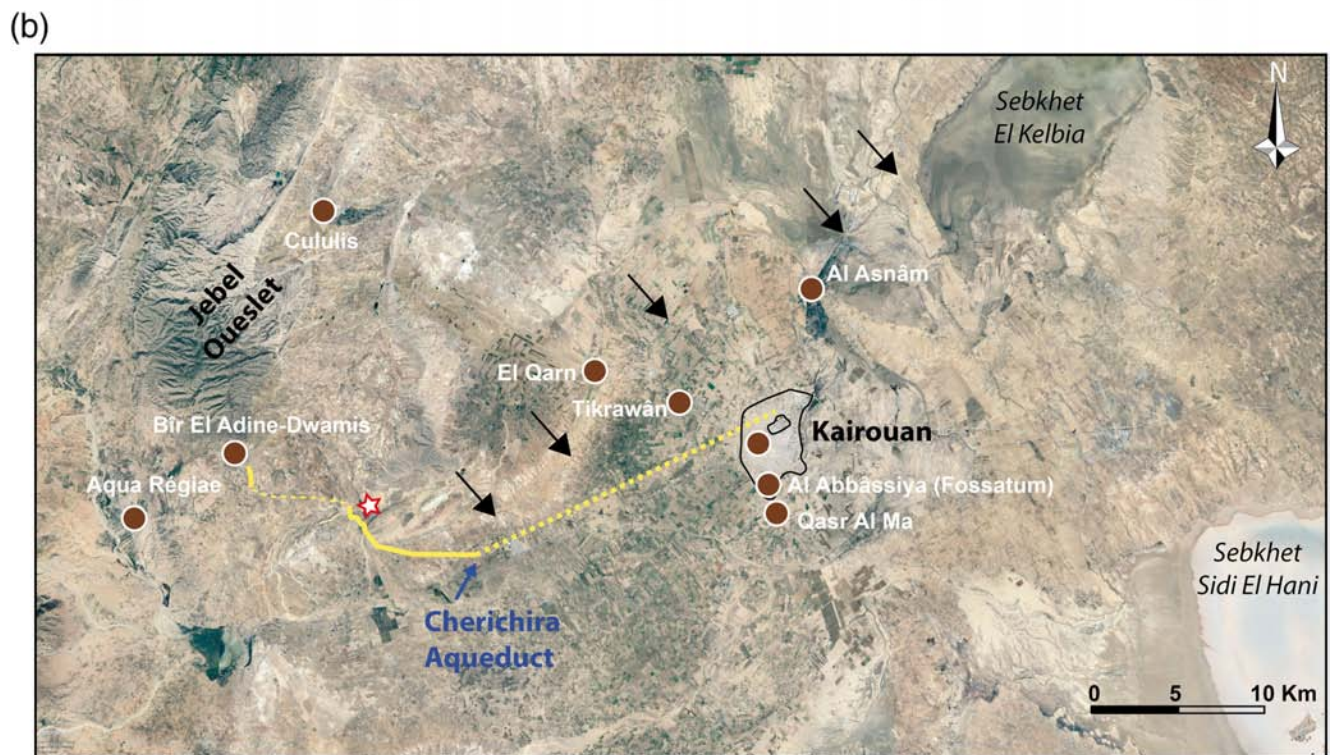 (b)
N
Sebkhet
El Kelbia
Cululis
Jebel
Oueslet
Al Asnâm
El Qarn
Tikrawân
Bîr El Adine-Dwamis
Kairouan
Aqua Régiae
Al Abbâssiya (Fossatum)
Qasr Al Ma
Sebkhet
Sidi El Hani
Cherichira
Aqueduct
0 5 10 Km